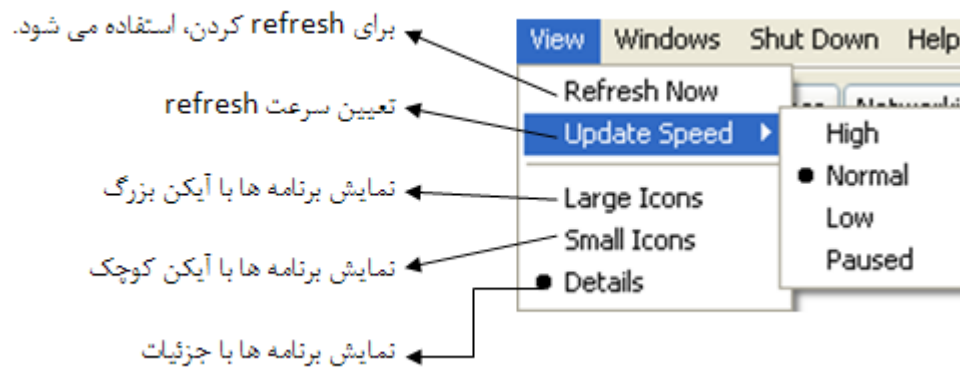 برای refresh کردن، استفاده می شود.
تعیین سرعت refresh
نمایش برنامه ها با آیکن بزرگ
نمایش برنامه ها با آیکن کوچک
نمایش برنامه ها با جزئیات
View Windows Shut Down Help
Refresh Now
Update Speed
Large Icons
Small Icons
Details
High
Normal
Low
Paused